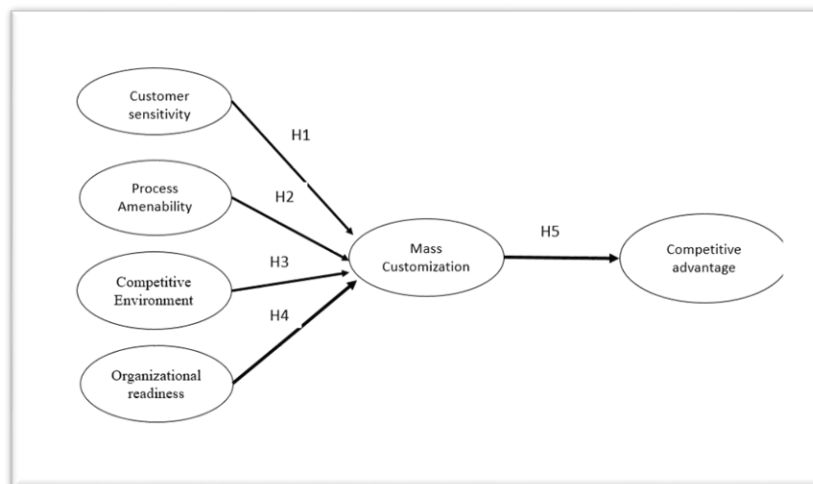 Customer
sensitivity
H1
Process
Amenability
H2
Competitive
Environment
H3
Organizational
readiness
H4
Mass
Customization
H5
Competitive
advantage